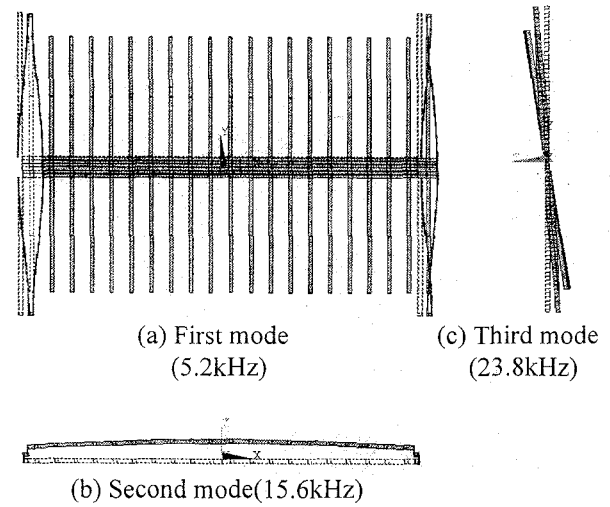 (a) First mode
(5.2kHz)
(c) Third mode
(23.8kHz)
X
(b) Second mode(15.6kHz)